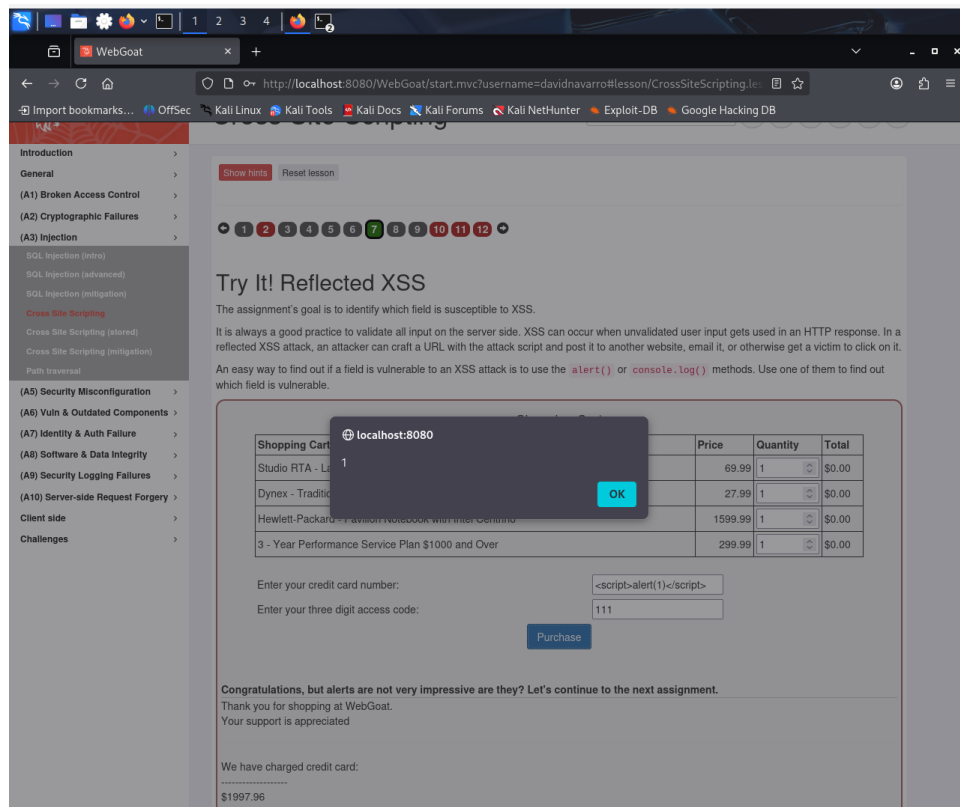 1 2 3 4
WebGoat
http://localhost:8080/WebGoat/start.mvc?username=davidnavarro#lesson/CrossSiteScripting.les
Import bookmarks... OffSec Kali Linux Kali Tools Kali Docs Kali Forums Kali NetHunter Exploit-DB Google Hacking DB
Cross Site Scripting
Introduction
General
(A1) Broken Access Control
(A2) Cryptographic Failures
(A3) Injection
SQL Injection (intro)
SQL Injection (advanced)
SQL Injection (mitigation)
Cross Site Scripting
Cross Site Scripting (stored)
Cross Site Scripting (mitigation)
Path traversal
(A5) Security Misconfiguration
(A6) Vuln & Outdated Components
(A7) Identity & Auth Failure
(A8) Software & Data Integrity
(A9) Security Logging Failures
(A10) Server-side Request Forgery
Client side
Challenges
Show hints Reset lesson
1 2 3 4 5 6 7 8 9 10 11 12
Try It! Reflected XSS
The assignment's goal is to identify which field is susceptible to XSS.
It is always a good practice to validate all input on the server side. XSS can occur when unvalidated user input gets used in an HTTP response. In a
reflected XSS attack, an attacker can craft a URL with the attack script and post it to another website, email it, or otherwise get a victim to click on it.
An easy way to find out if a field is vulnerable to an XSS attack is to use the alert() or console.log() methods. Use one of them to find out
which field is vulnerable.
localhost:8080
1
OK
Shopping Cart Price Quantity Total
Studio RTA - La 69.99 1 $0.00
Dynex - Traditio 27.99 1 $0.00
Hewlett-Packard - Pavilion Notebook with Intel Centrino 1599.99 1 $0.00
3 - Year Performance Service Plan $1000 and Over 299.99 1 $0.00
Enter your credit card number: <script>alert(1)</script>
Enter your three digit access code: 111
Purchase
Congratulations, but alerts are not very impressive are they? Let's continue to the next assignment.
Thank you for shopping at WebGoat.
Your support is appreciated
We have charged credit card:
-------------------
$1997.96